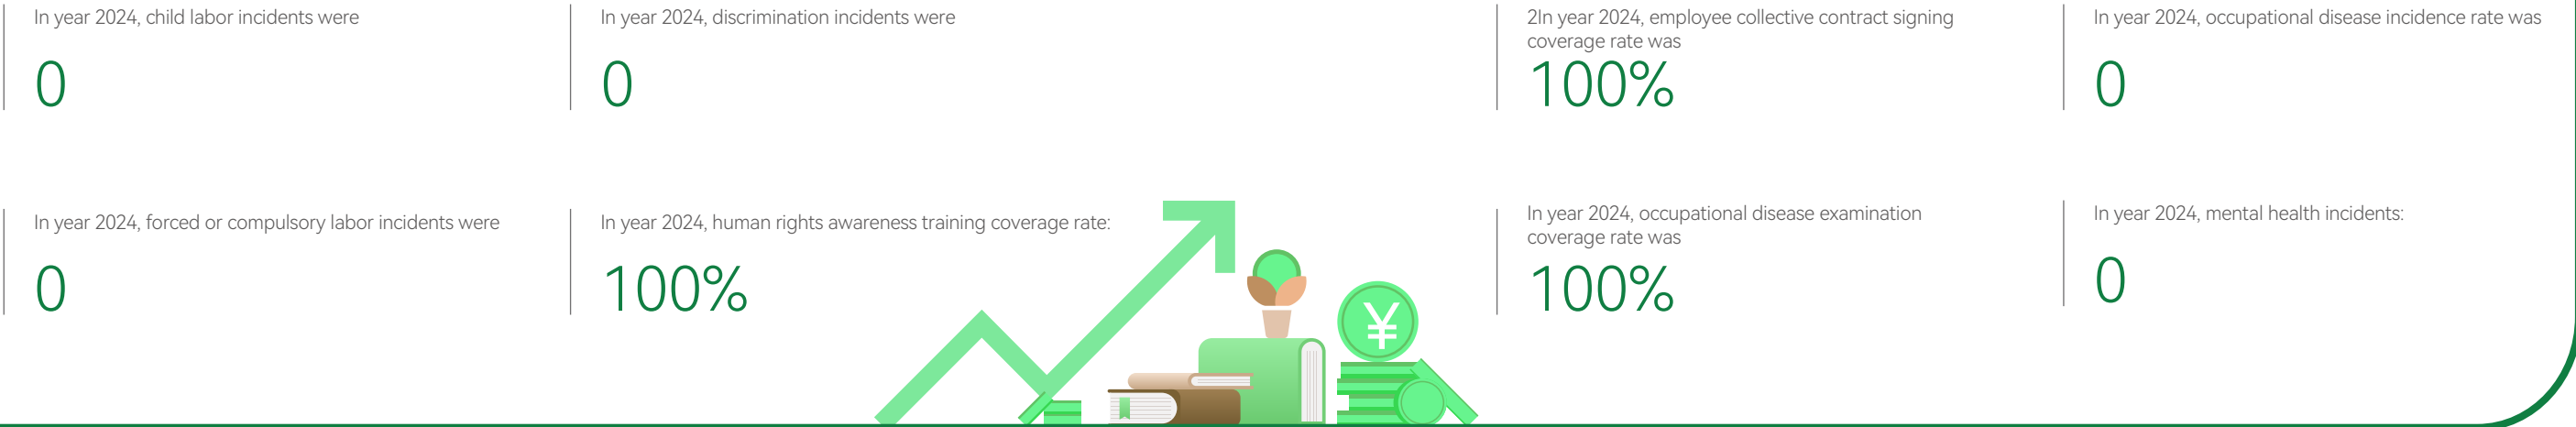 In year 2024, child labor incidents were
0
In year 2024, discrimination incidents were
0
2In year 2024, employee collective contract signing
coverage rate was
100%
In year 2024, occupational disease incidence rate was
0
In year 2024, forced or compulsory labor incidents were
0
In year 2024, human rights awareness training coverage rate:
100%
¥
In year 2024, occupational disease examination
coverage rate was
100%
In year 2024, mental health incidents:
0